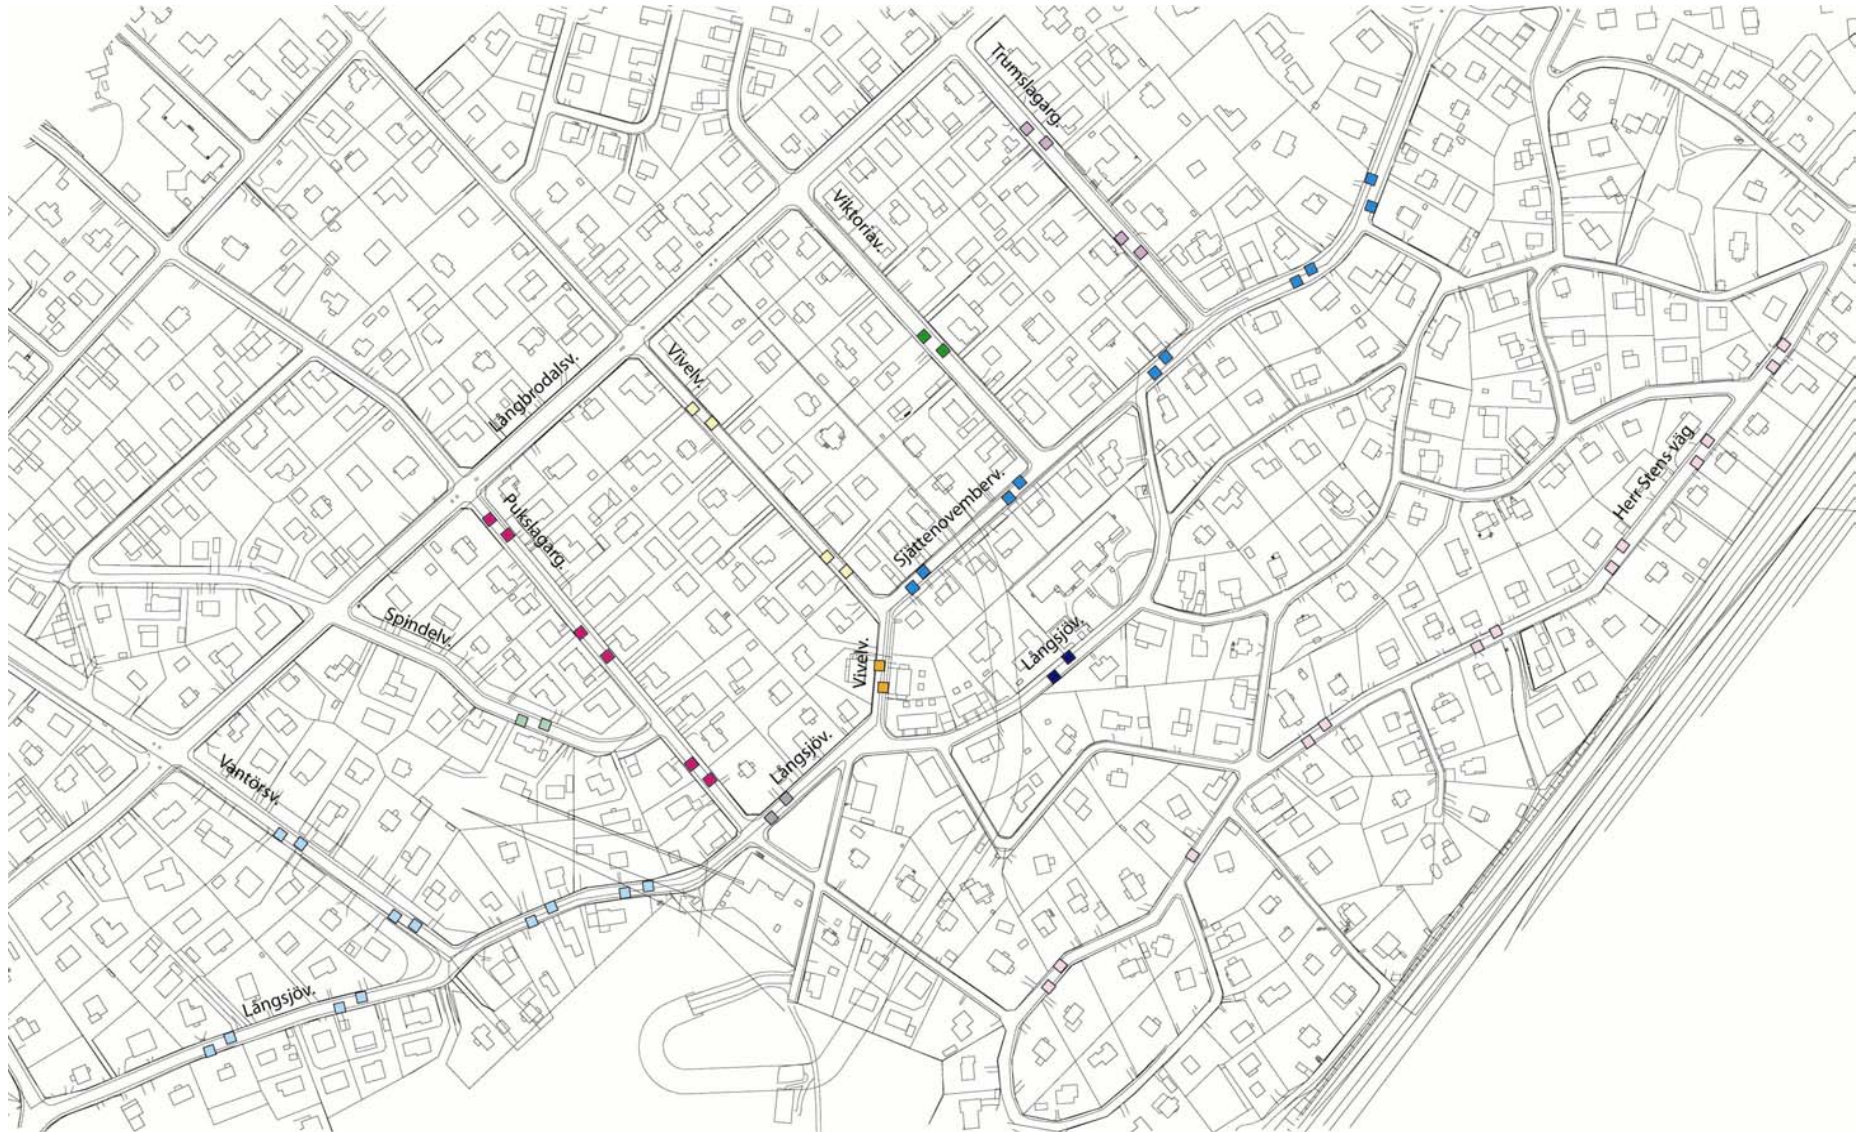 Trumslagarg.
Viktoriav.
Långbrodalsv.
Vivelv.
Herr Stens väg
Pukslagarg.
Sjättenovemberv.
Spindelv.
Vivelv.
Långsjöv.
Långsjöv.
Vantörsv.
Långsjöv.